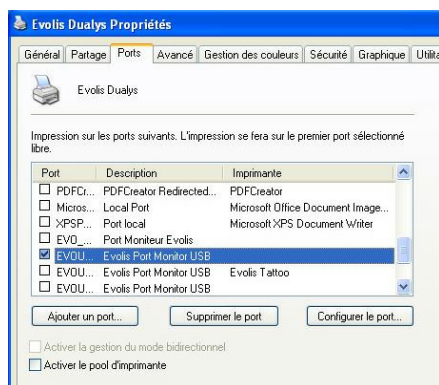 Evolis Dualys Propriétés
Général Partage Ports Avancé Gestion des couleurs Sécurité Graphique Utilita
Evolis Dualys
Impression sur les ports suivants. L'impression se fera sur le premier port sélectionné
libre.
Port Description Imprimante
PDFCr... PDFCreator Redirected... PDFCreator
Micros... Local Port Microsoft Office Document Image...
XPSP... Port local Microsoft XPS Document Writer
EVO_... Port Moniteur Evolis
EVOU... Evolis Port Monitor USB
EVOU... Evolis Port Monitor USB Evolis Tattoo
EVOU... Evolis Port Monitor USB
Ajouter un port... Supprimer le port Configurer le port...
Activer la gestion du mode bidirectionnel
Activer le pool d'imprimante